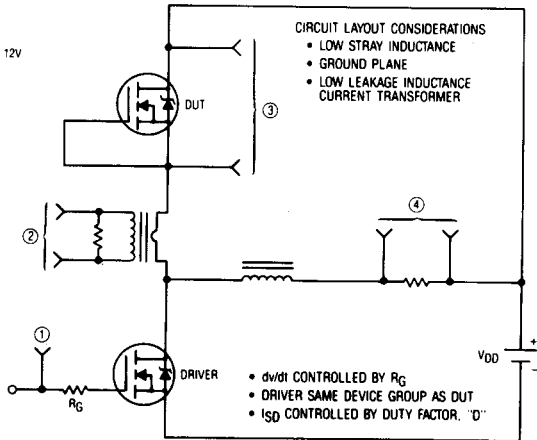 CIRCUIT LAYOUT CONSIDERATIONS
• LOW STRAY INDUCTANCE
• GROUND PLANE
• LOW LEAKAGE INDUCTANCE
CURRENT TRANSFORMER
12V
DUT
③
②
④
①
RG
DRIVER
VDD
+
−
• dv/dt CONTROLLED BY RG
• DRIVER SAME DEVICE GROUP AS DUT
• ISD CONTROLLED BY DUTY FACTOR, "D"